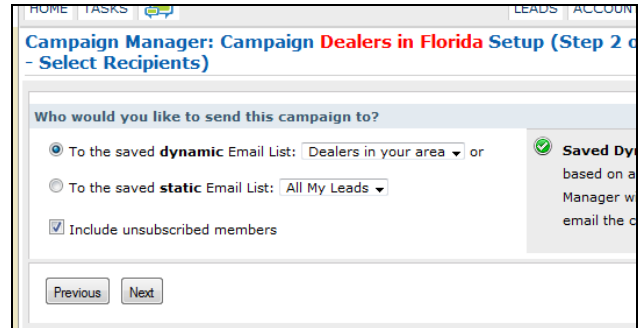 HOME TASKS LEADS ACCOUN
Campaign Manager: Campaign Dealers in Florida Setup (Step 2
- Select Recipients)
Who would you like to send this campaign to?
To the saved dynamic Email List: Dealers in your area or
To the saved static Email List: All My Leads
Include unsubscribed members
Saved Dy
based on a
Manager w
email the c
Previous Next